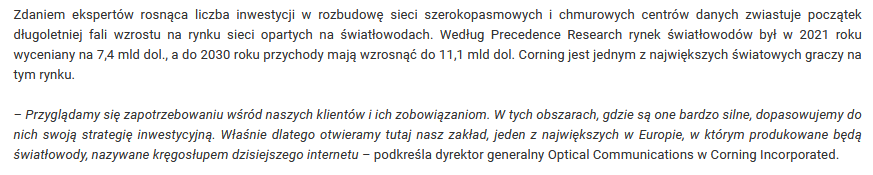 Zdaniem ekspertów rosnąca liczba inwestycji w rozbudowę sieci szerokopasmowych i chmurowych centrów danych zwiastuje początek
długoletniej fali wzrostu na rynku sieci opartych na światłowodach. Według Precedence Research rynek światłowodów był w 2021 roku
wyceniany na 7,4 mld dol., a do 2030 roku przychody mają wzrosnąć do 11,1 mld dol. Corning jest jednym z największych światowych graczy na
tym rynku.
– Przyglądamy się zapotrzebowaniu wśród naszych klientów i ich zobowiązaniom. W tych obszarach, gdzie są one bardzo silne, dopasowujemy do
nich swoją strategię inwestycyjną. Właśnie dlatego otwieramy tutaj nasz zakład, jeden z największych w Europie, w którym produkowane będą
światłowody, nazywane kręgosłupem dzisiejszego internetu – podkreśla dyrektor generalny Optical Communications w Corning Incorporated.